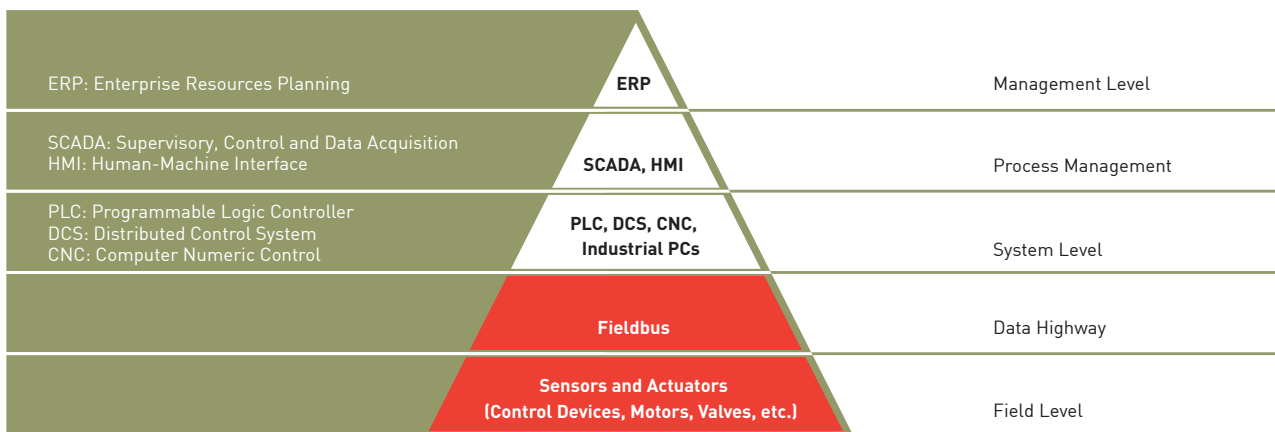 ERP: Enterprise Resources Planning
ERP
Management Level
SCADA: Supervisory, Control and Data Acquisition
HMI: Human-Machine Interface
SCADA, HMI
Process Management
PLC: Programmable Logic Controller
DCS: Distributed Control System
CNC: Computer Numeric Control
PLC, DCS, CNC,
Industrial PCs
System Level
Fieldbus
Data Highway
Sensors and Actuators
(Control Devices, Motors, Valves, etc.)
Field Level